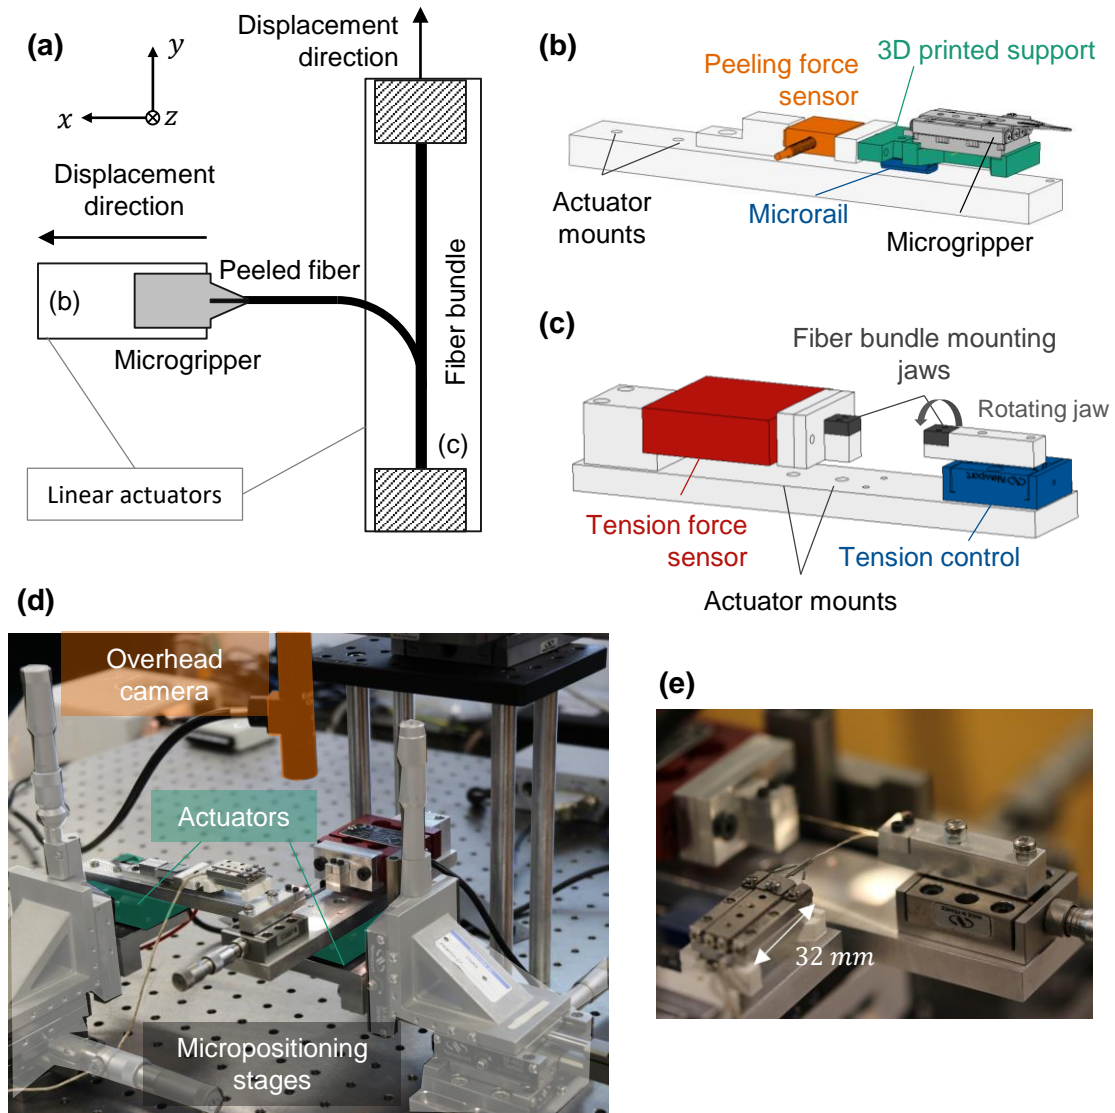 (a)
y
x
z
Displacement
direction
Displacement
direction
Peeled fiber
(b)
Microgripper
Fiber bundle
(c)
Linear actuators
(b)
3D printed support
Peeling force
sensor
Actuator
mounts
Microrail
Microgripper
(c)
Fiber bundle mounting
jaws
Rotating jaw
Newport
Tension force
sensor
Tension control
Actuator mounts
(d)
Overhead
camera
Actuators
Micropositioning
stages
(e)
32 mm